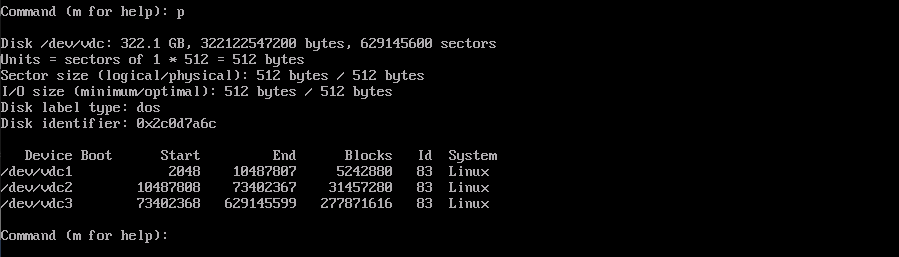 Command (m for help): p
Disk /dev/vdc: 322.1 GB, 322122547200 bytes, 629145600 sectors
Units = sectors of 1 * 512 = 512 bytes
Sector size (logical/physical): 512 bytes / 512 bytes
I/O size (minimum/optimal): 512 bytes / 512 bytes
Disk label type: dos
Disk identifier: 0x2c0d7a6c
Device Boot Start End Blocks Id System
/dev/vdc1 2048 10487807 5242880 83 Linux
/dev/vdc2 10487808 73402367 31457280 83 Linux
/dev/vdc3 73402368 629145599 277871616 83 Linux
Command (m for help):